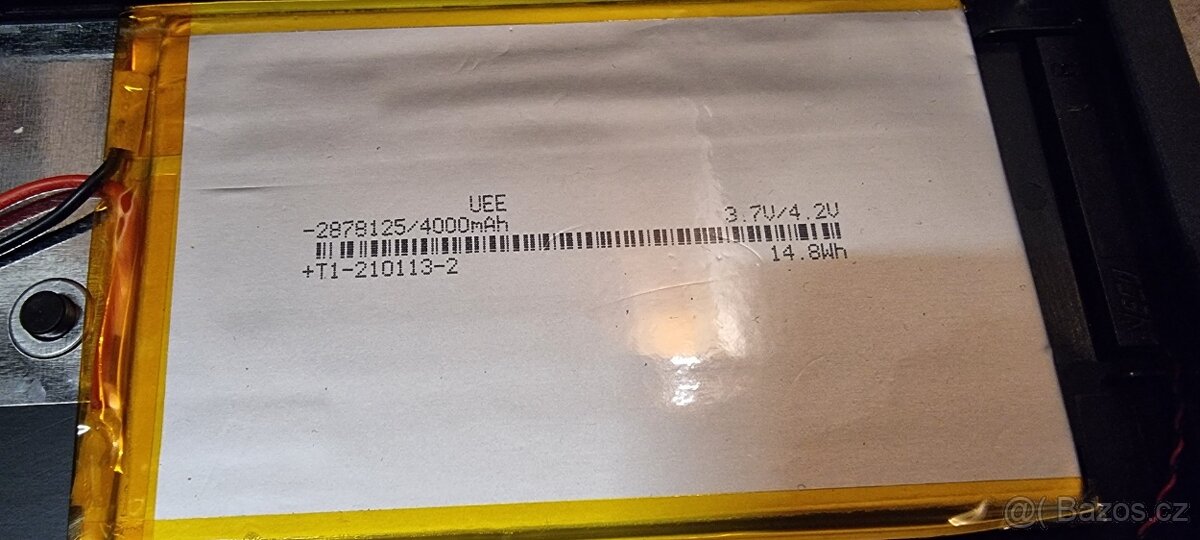 UEE
-2878125/4000mAh
3.7V/4.2V
+T1-210113-2
14.8Wh
@( Bazos.cz